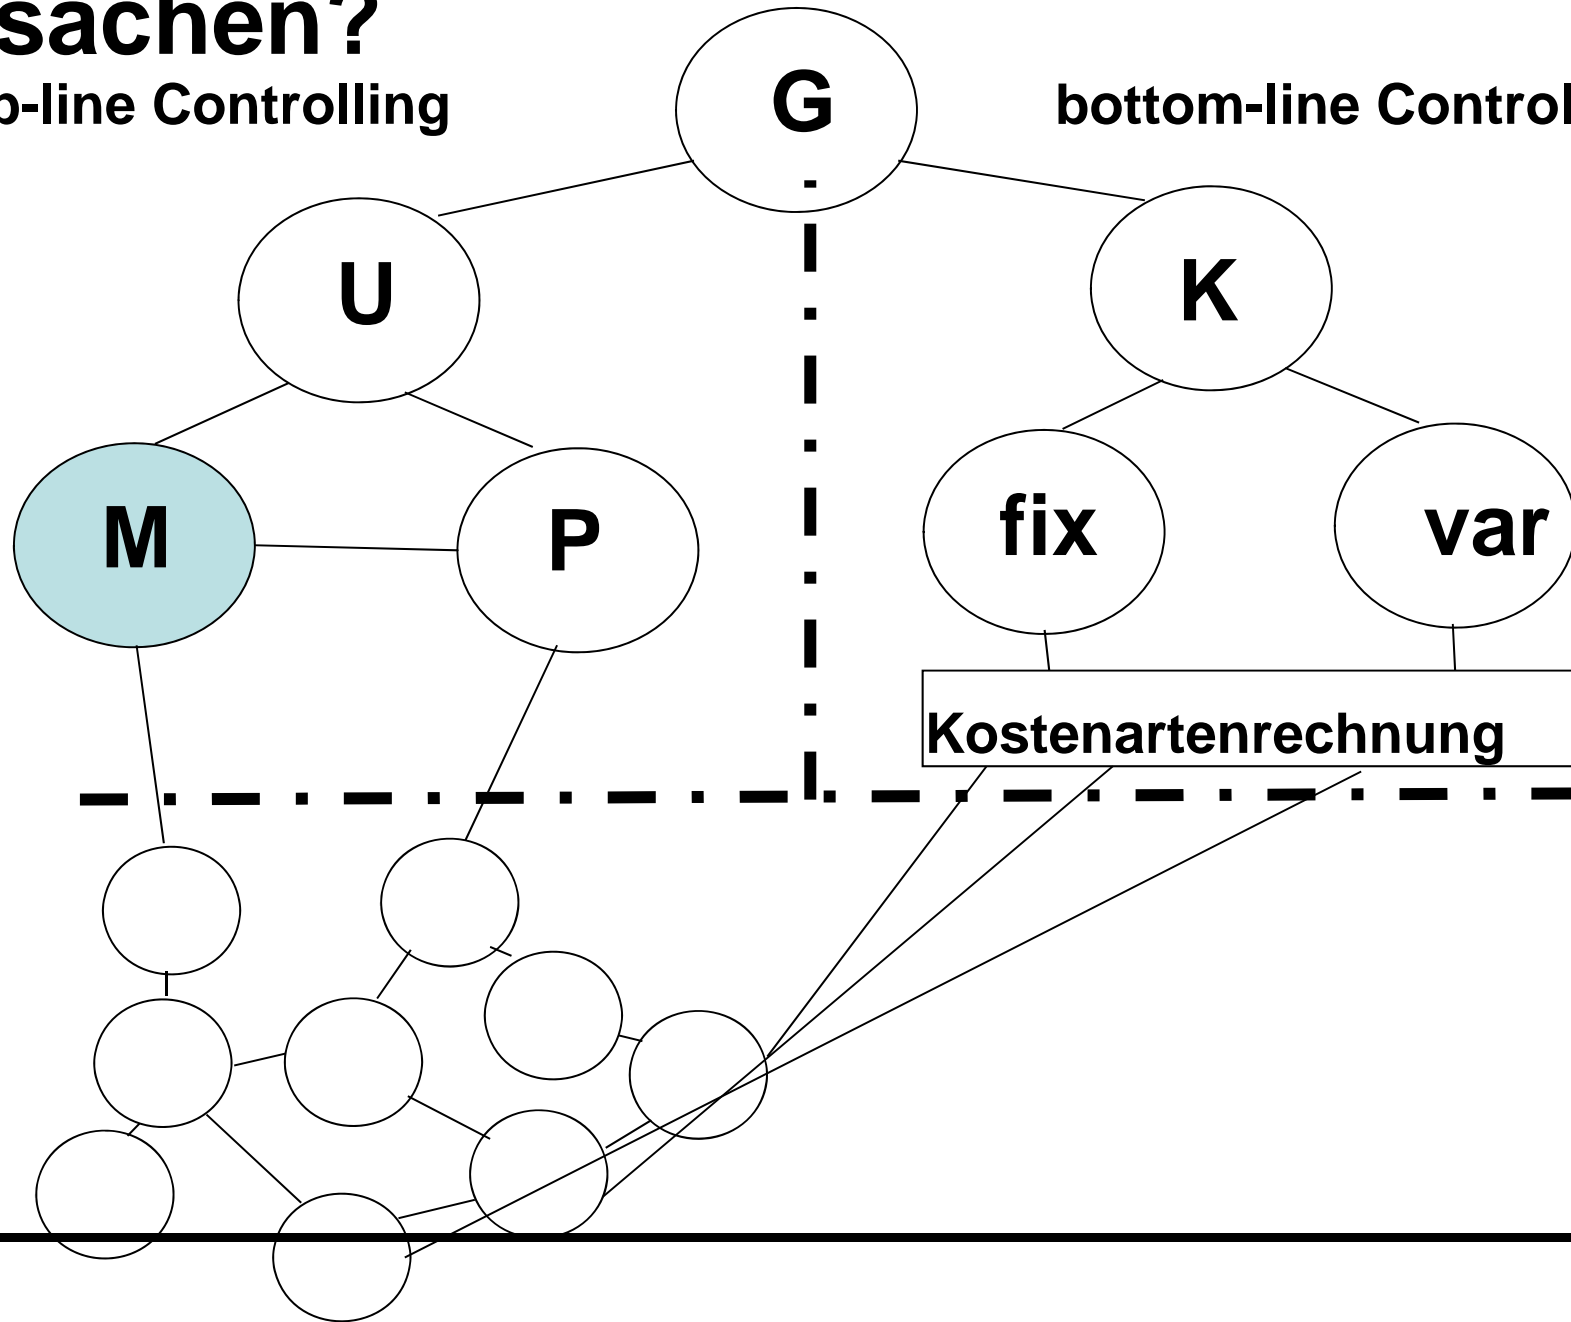 sachen?
p-line Controlling
G
bottom-line Control
U
K
M
P
fix
var
Kostenartenrechnung